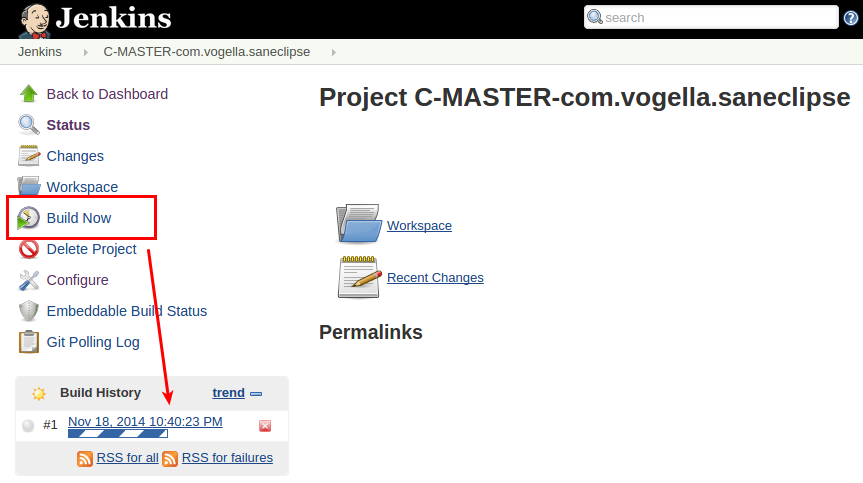 Jenkins
search
Jenkins
C-MASTER-com.vogella.saneclipse
Back to Dashboard
Status
Changes
Workspace
Build Now
Delete Project
Configure
Embeddable Build Status
Git Polling Log
Build History
trend
#1
Nov 18, 2014 10:40:23 PM
RSS for all
RSS for failures
Project C-MASTER-com.vogella.saneclipse
Workspace
Recent Changes
Permalinks